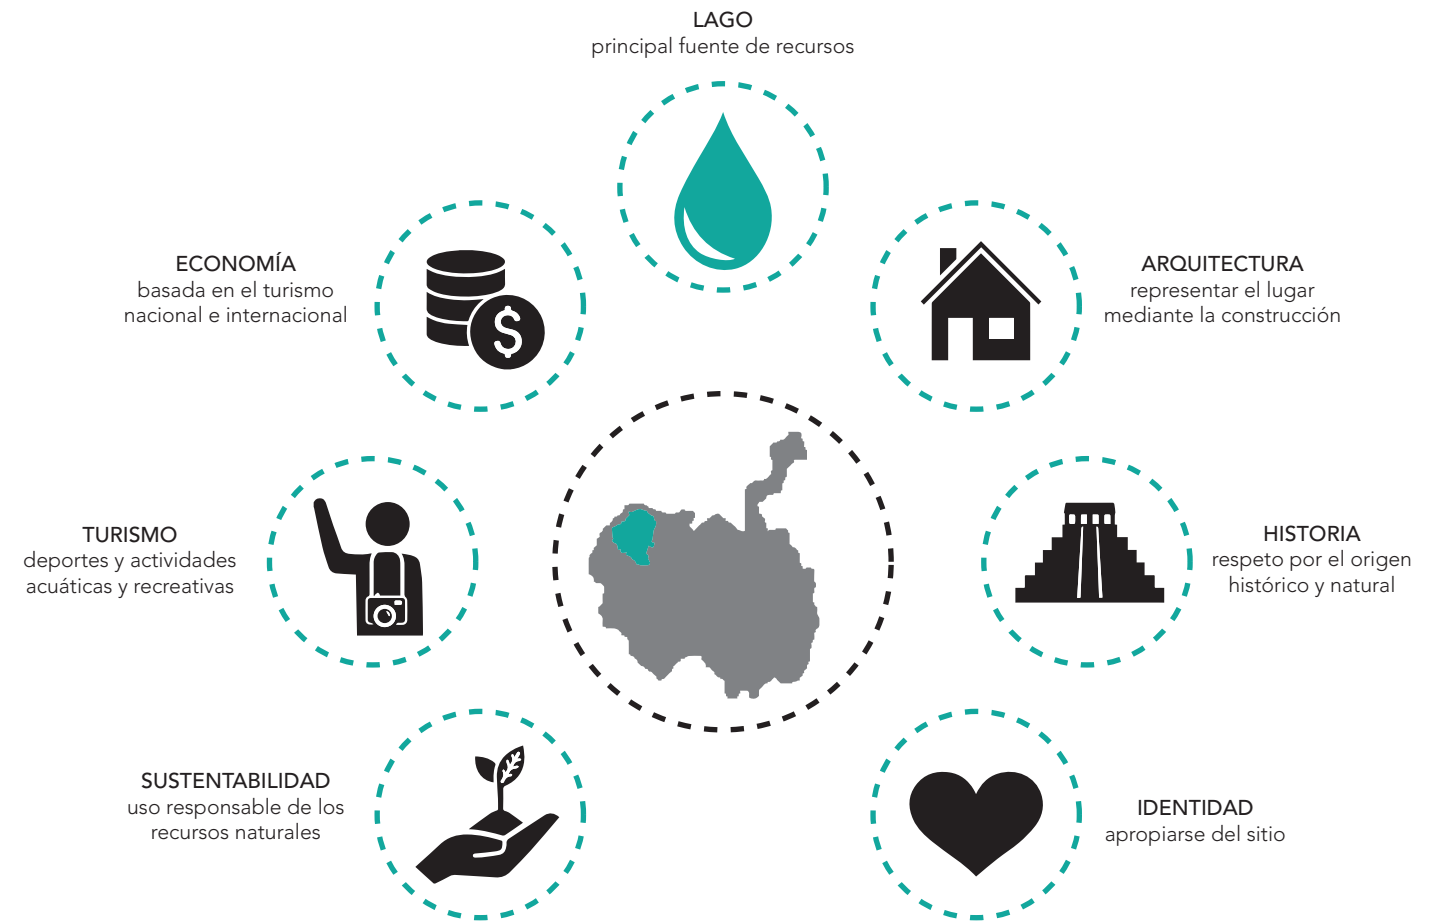 LAGO
principal fuente de recursos
ECONOMÍA
basada en el turismo
nacional e internacional
ARQUITECTURA
representar el lugar
mediante la construcción
TURISMO
deportes y actividades
acuáticas y recreativas
HISTORIA
respeto por el origen
histórico y natural
SUSTENTABILIDAD
uso responsable de los
recursos naturales
IDENTIDAD
apropiarse del sitio